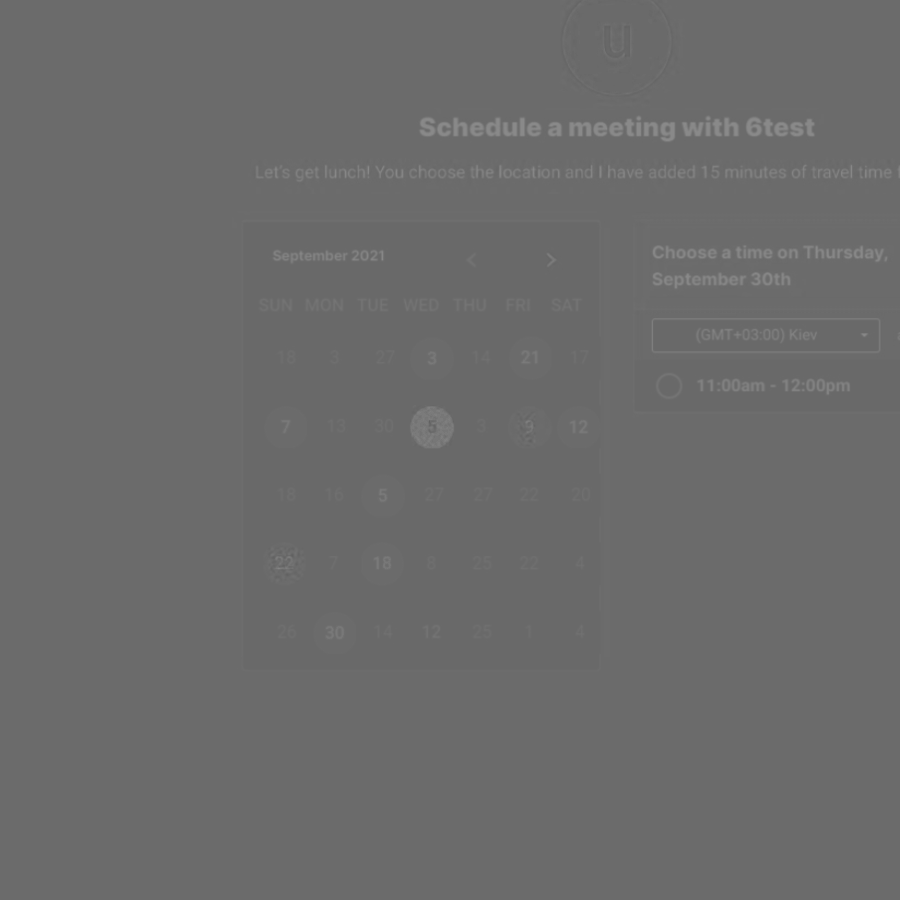 U
Schedule a meeting with 6test
Let's get lunch! You choose the location and I have added 15 minutes of travel time
September 2021
Choose a time on Thursday,
September 30th
SUN MON TUE WED THU FRI SAT
(GMT+03:00) Kiev
18 3 27 3 14 21 17
11:00am - 12:00pm
7 13 30 5 3 9 12
18 16 5 27 27 22 20
22 7 18 8 25 22 4
26 30 14 12 25 1 4